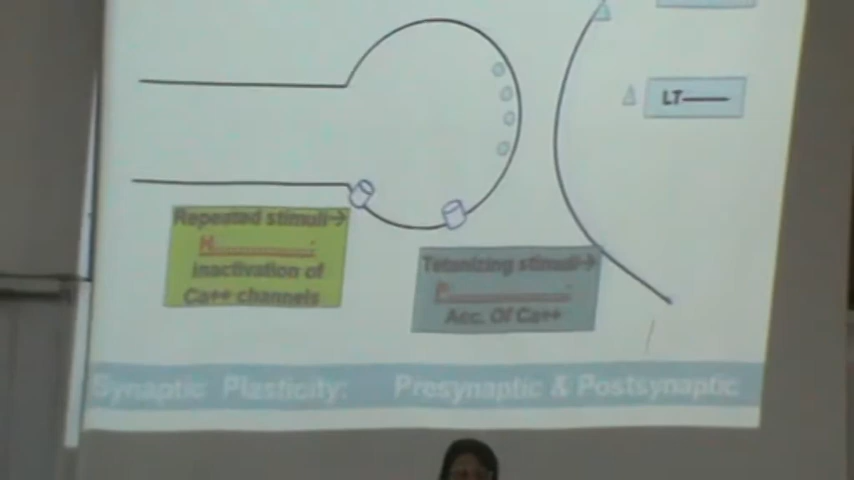 LT
Repeated stimuli→
H..................:
inactivation of
Ca++ channels
Tetanizing stimuli→
P..................:
Acc. Of Ca++
Synaptic Plasticity: Presynaptic & Postsynaptic